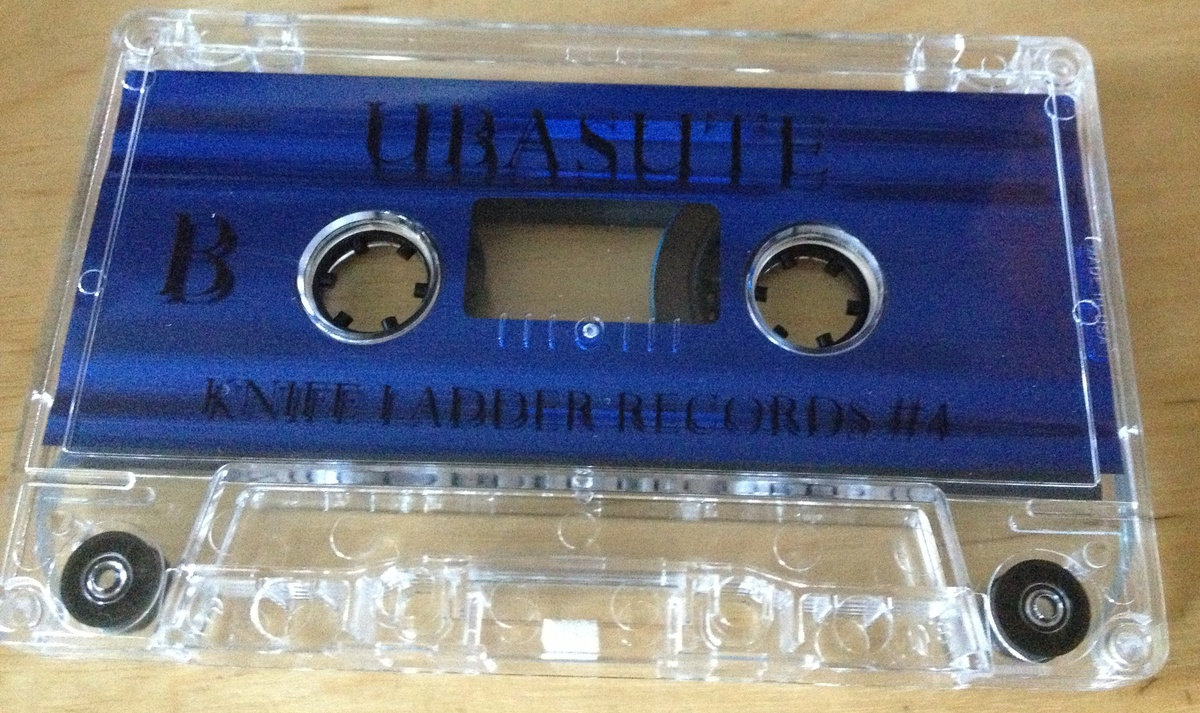 UBASUTE
B
KNIFE LADDER RECORDS #4